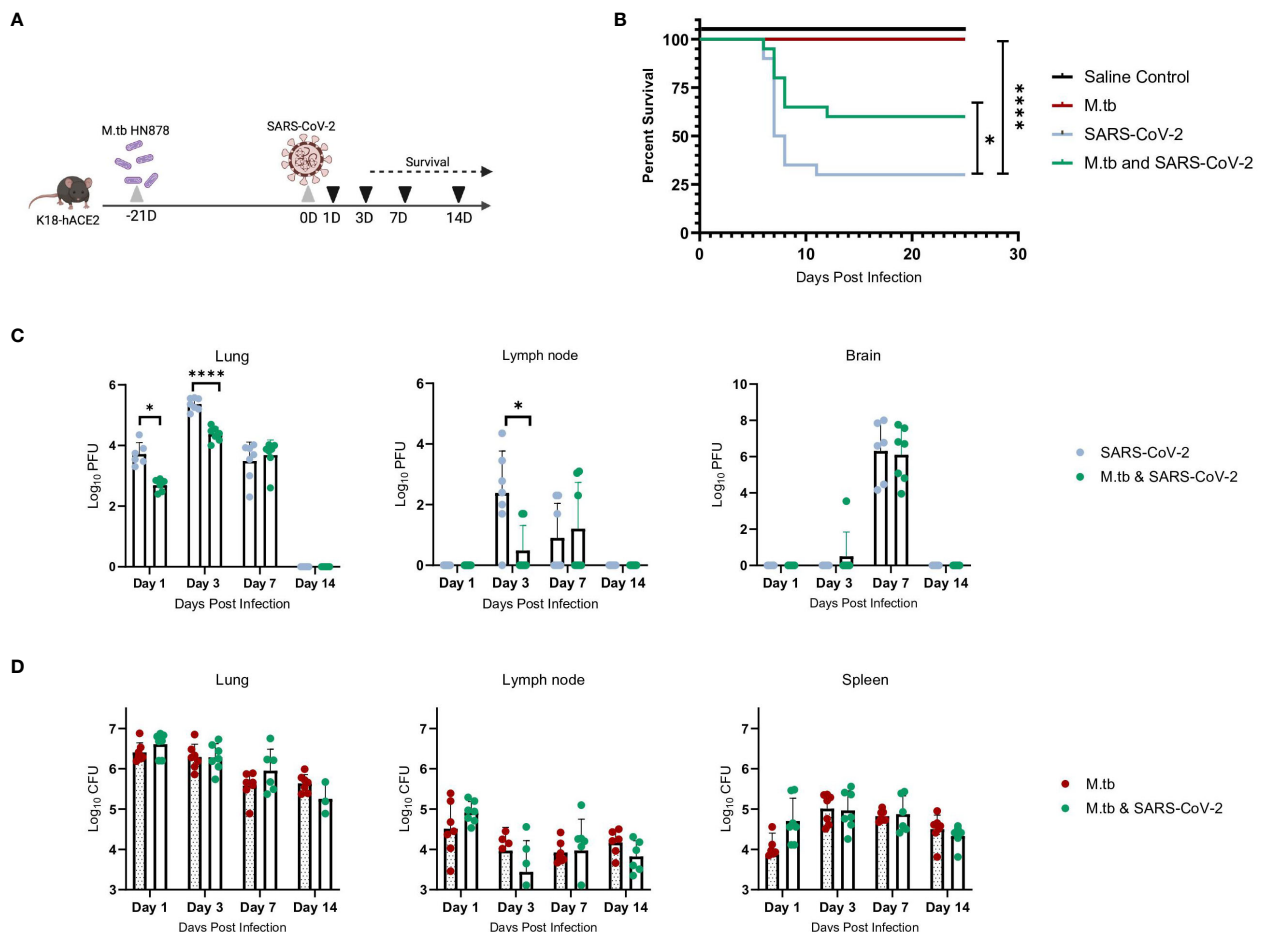 A
M.tb HN878
SARS-CoV-2
Survival
K18-hACE2
-21D
0D 1D 3D 7D 14D
B
Percent Survival
100
75
50
25
0
0 10 20 30
Days Post Infection
*
****
Saline Control
M.tb
SARS-CoV-2
M.tb and SARS-CoV-2
C
Lung
Log10 PFU
6
4
2
0
*
****
Day 1 Day 3 Day 7 Day 14
Days Post Infection
Lymph node
Log10 PFU
6
4
2
0
*
Day 1 Day 3 Day 7 Day 14
Days Post Infection
Brain
Log10 PFU
10
8
6
4
2
0
Day 1 Day 3 Day 7 Day 14
Days Post Infection
SARS-CoV-2
M.tb & SARS-CoV-2
D
Lung
Log10 CFU
7
6
5
4
3
Day 1 Day 3 Day 7 Day 14
Days Post Infection
Lymph node
Log10 CFU
7
6
5
4
3
Day 1 Day 3 Day 7 Day 14
Days Post Infection
Spleen
Log10 CFU
7
6
5
4
3
Day 1 Day 3 Day 7 Day 14
Days Post Infection
M.tb
M.tb & SARS-CoV-2